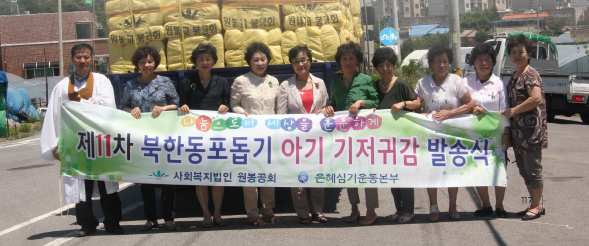 나눔으로서 세상을 훈훈하게
제11차 북한동포돕기 아기 기저귀감 발송식
사회복지법인 원봉공회 은혜심기운동본부